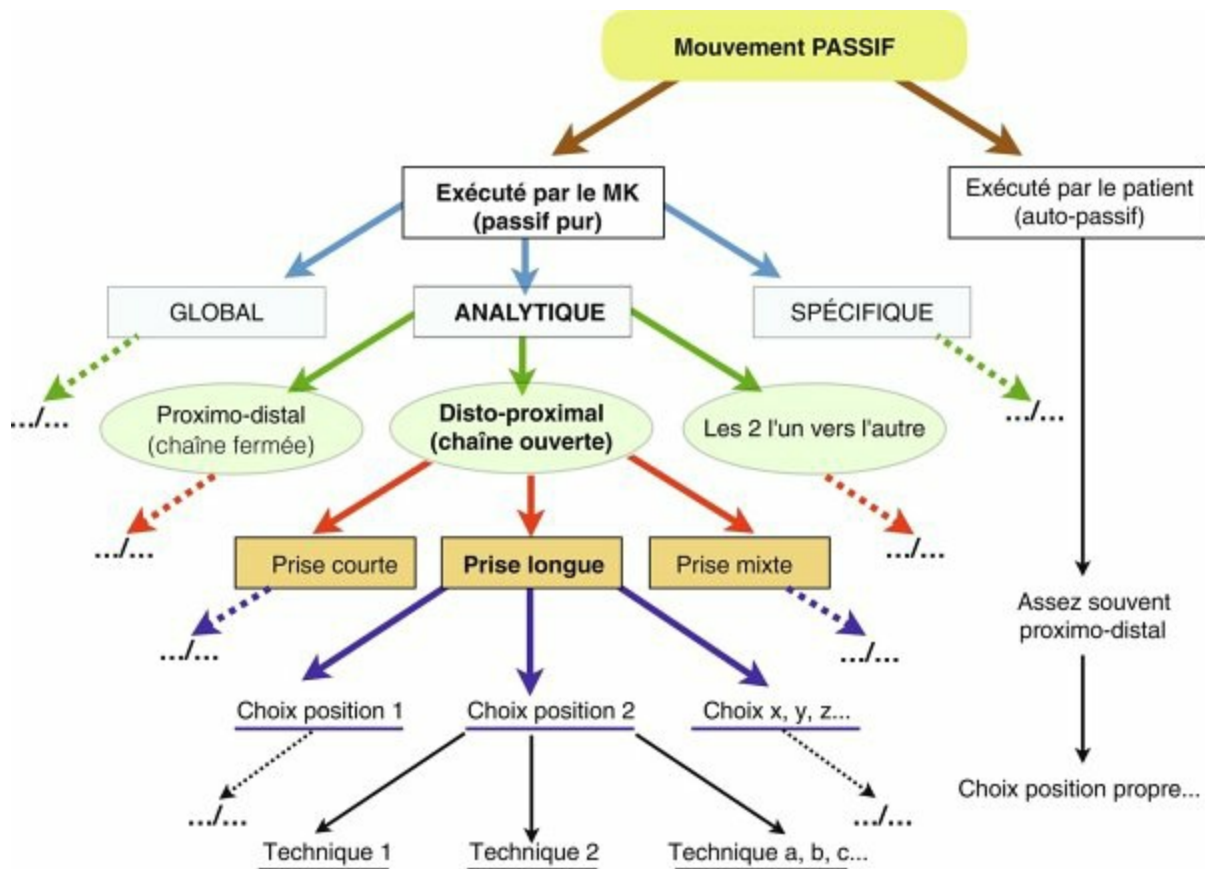 Mouvement PASSIF
Exécuté par le MK
(passif pur)
Exécuté par le patient
(auto-passif)
GLOBAL
ANALYTIQUE
SPÉCIFIQUE
.../...
.../...
Proximo-distal
(chaîne fermée)
Disto-proximal
(chaîne ouverte)
Les 2 l'un vers l'autre
.../...
.../...
Prise courte
Prise longue
Prise mixte
Assez souvent
proximo-distal
.../...
.../...
Choix position 1
Choix position 2
Choix x, y, z...
Choix position propre...
.../...
.../...
Technique 1
Technique 2
Technique a, b, c...